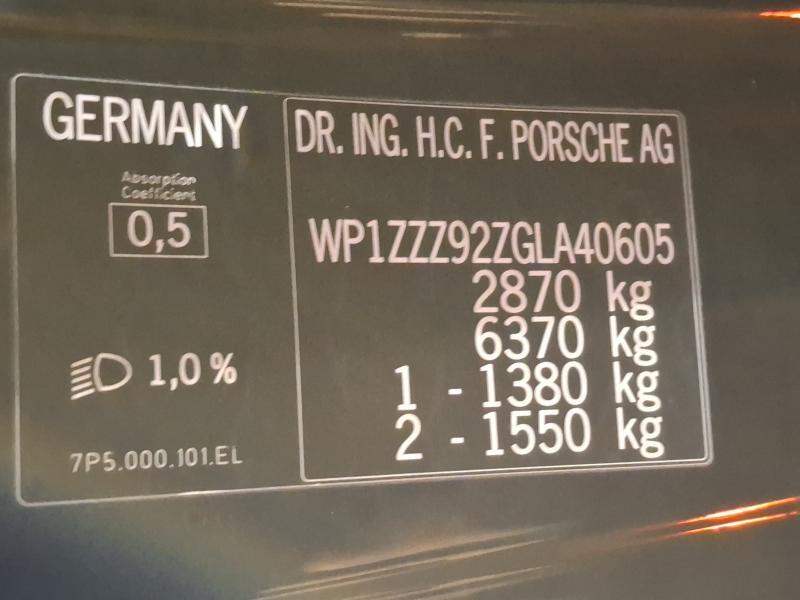 GERMANY
Absorption
Coefficient
0,5
1,0 %
7P5.000.101.EL
DR. ING. H.C. F. PORSCHE AG
WP1ZZZ92ZGLA40605
2870 kg
6370 kg
1 - 1380 kg
2 - 1550 kg